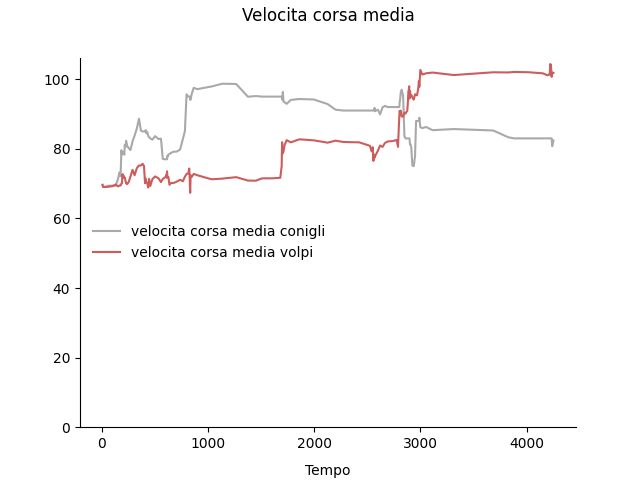 Velocita corsa media
100
80
60
velocita corsa media conigli
velocita corsa media volpi
40
20
0
0 1000 2000 3000 4000
Tempo